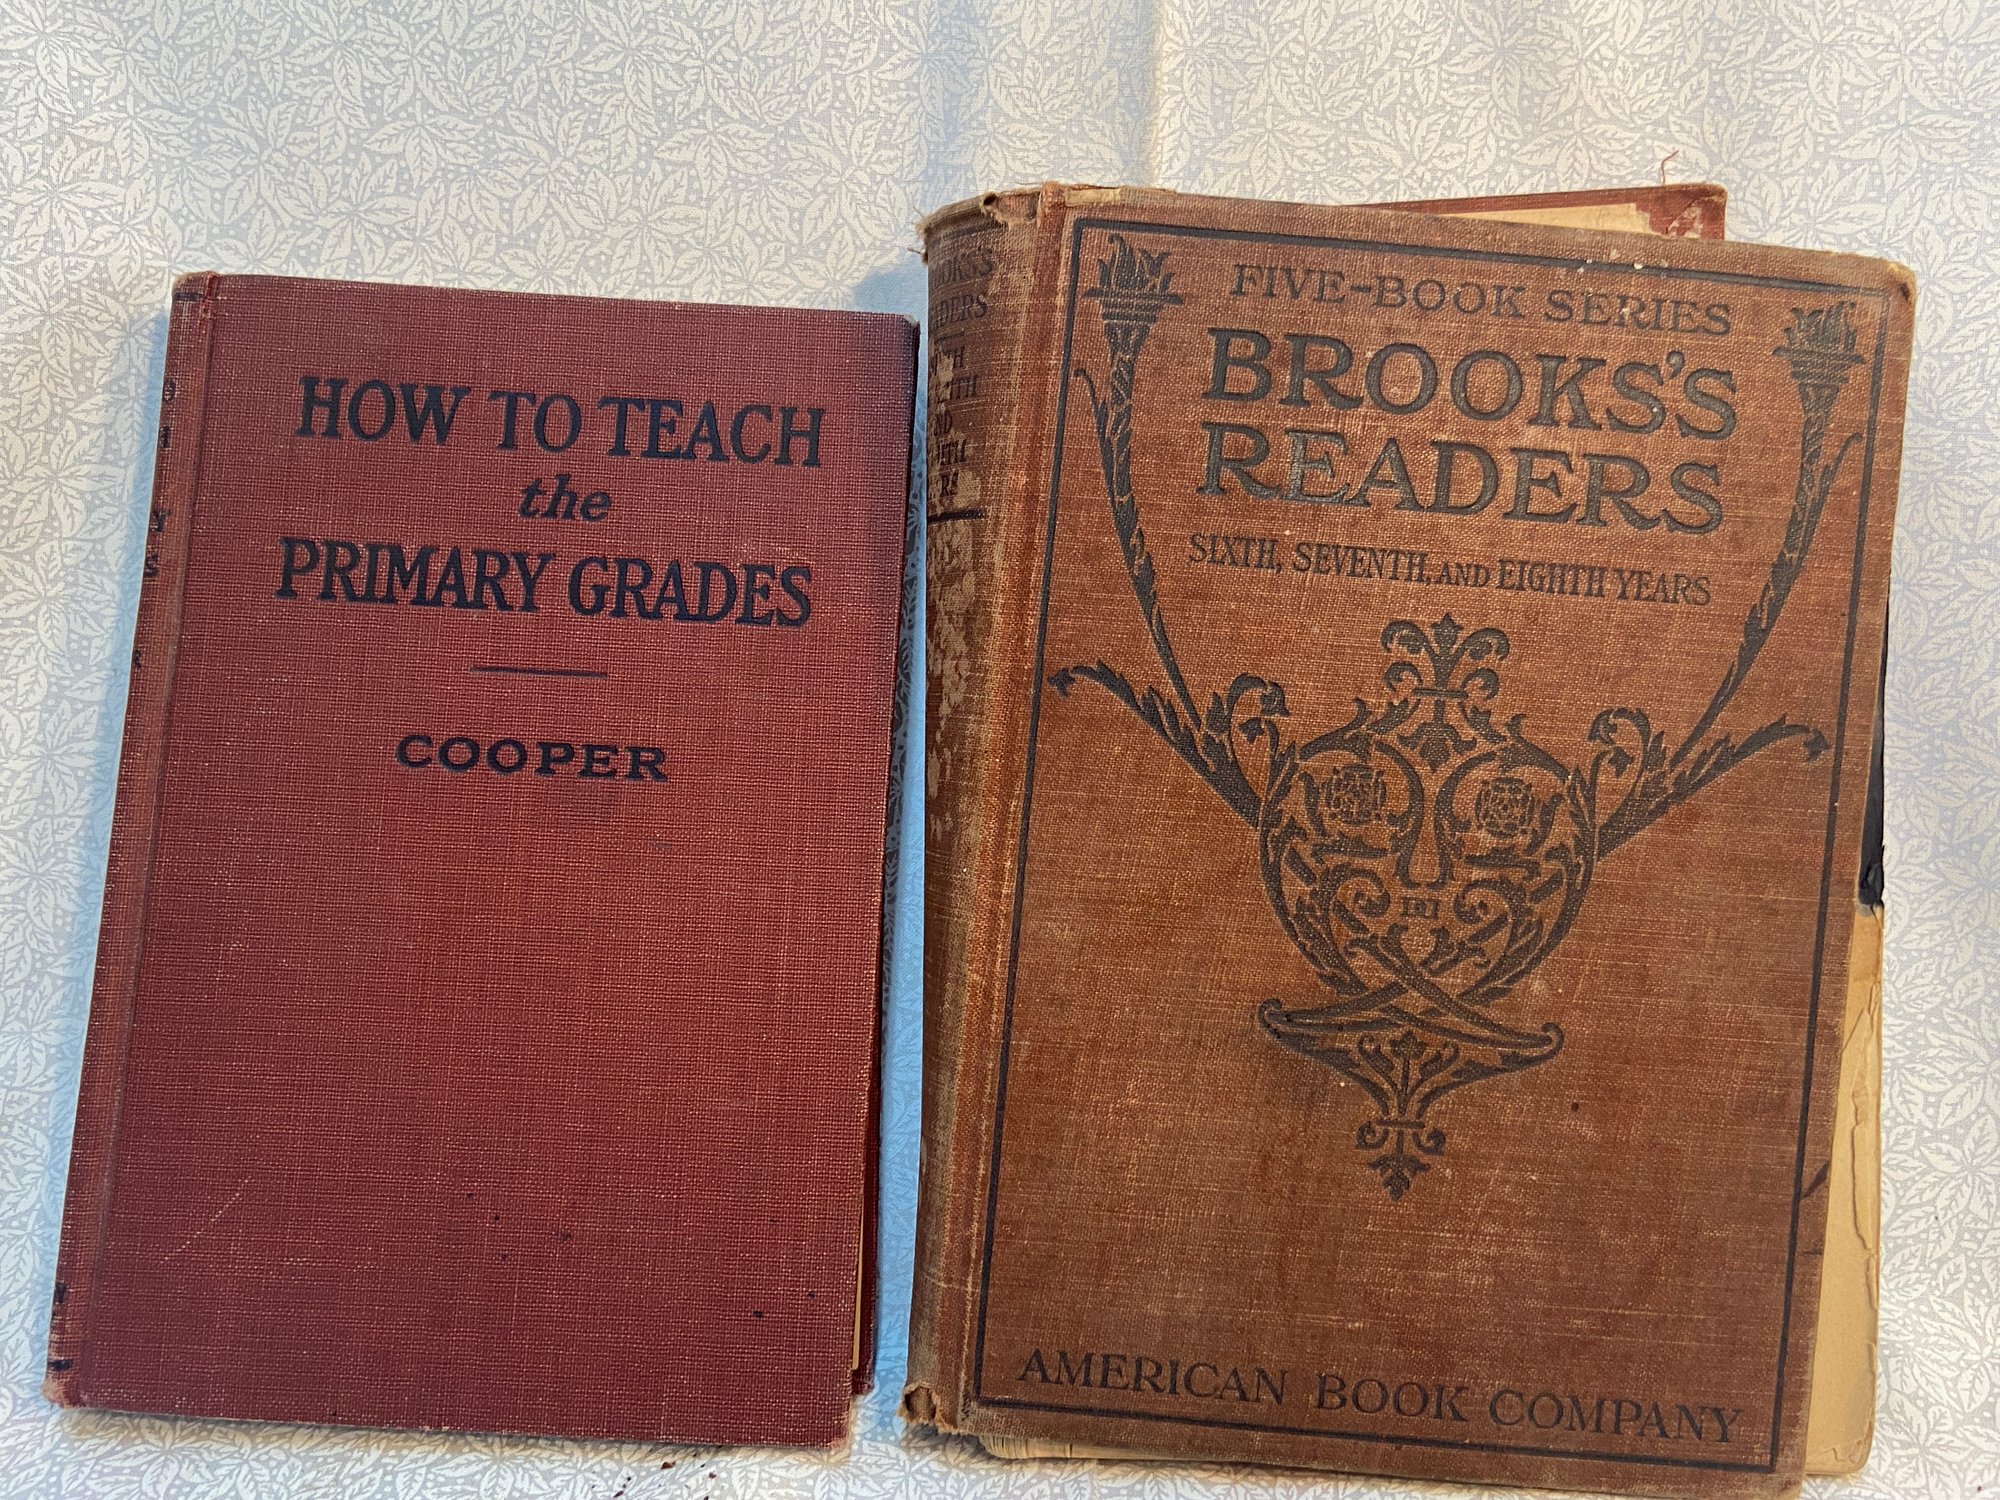 HOW TO TEACH
the
PRIMARY GRADES
COOPER
FIVE-BOOK SERIES
BROOKS'S
READERS
SIXTH, SEVENTH, AND EIGHTH YEARS
AMERICAN BOOK COMPANY